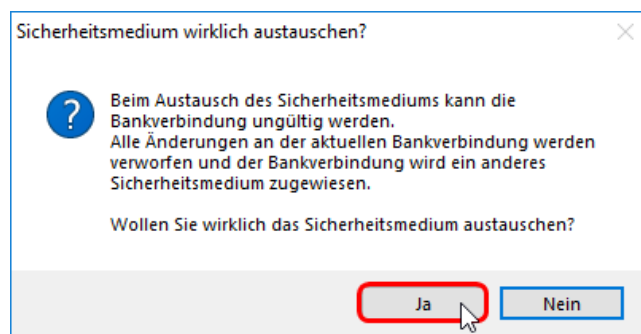 Sicherheitsmedium wirklich austauschen?
Beim Austausch des Sicherheitsmediums kann die
Bankverbindung ungültig werden.
Alle Änderungen an der aktuellen Bankverbindung werden
verworfen und der Bankverbindung wird ein anderes
Sicherheitsmedium zugewiesen.
Wollen Sie wirklich das Sicherheitsmedium austauschen?
Ja Nein